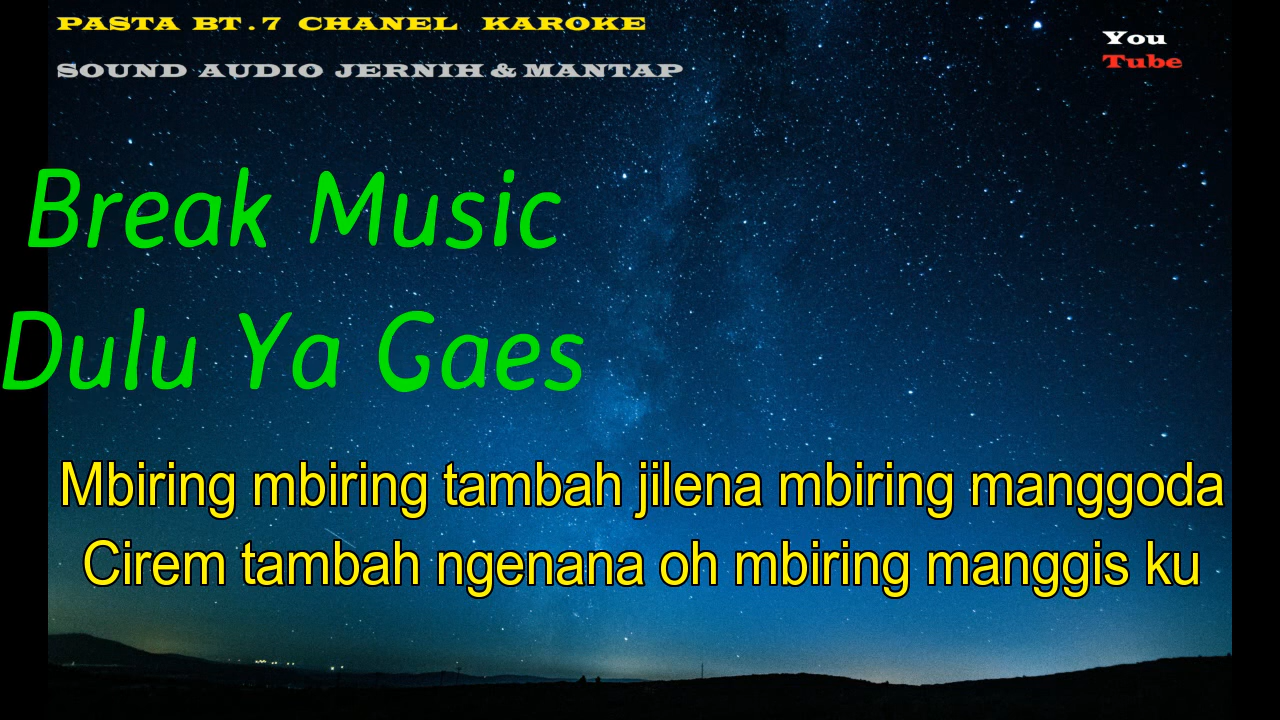 PASTA BT.7 CHANEL KAROKE
SOUND AUDIO JERN1H & MANTAP
You
Tube
Break Music
Dulu Ya Gaes
Mbiring mbiring tambah jilena mbiring manggoda
Cirem tambah ngenana oh mbiring manggis ku